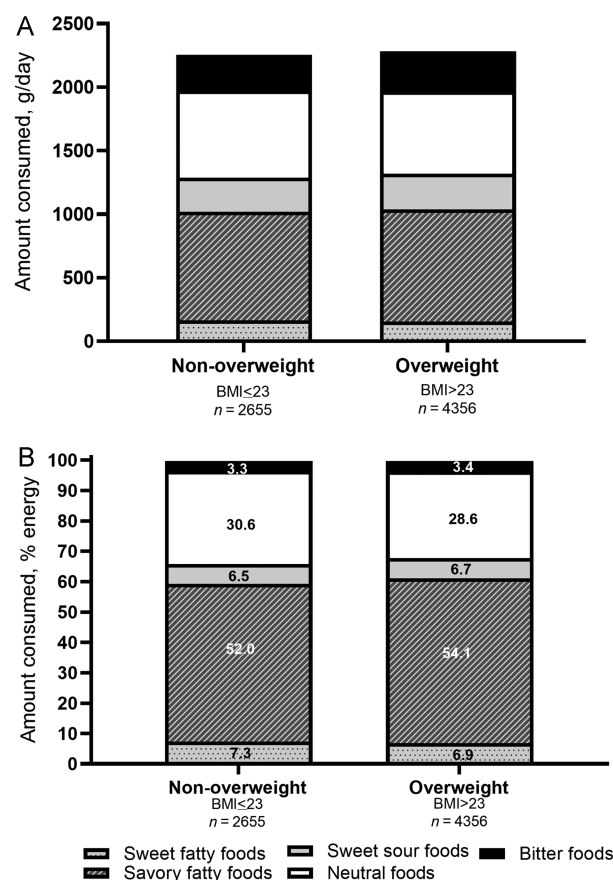 A
Amount consumed, g/day
2500
2000
1500
1000
500
0
Non-overweight
BMI≤23
n = 2655
Overweight
BMI>23
n = 4356
B
Amount consumed, % energy
100
90
80
70
60
50
40
30
20
10
0
3.3
30.6
6.5
52.0
7.3
3.4
28.6
6.7
54.1
6.9
Non-overweight
BMI≤23
n = 2655
Overweight
BMI>23
n = 4356
Sweet fatty foods
Sweet sour foods
Bitter foods
Savory fatty foods
Neutral foods